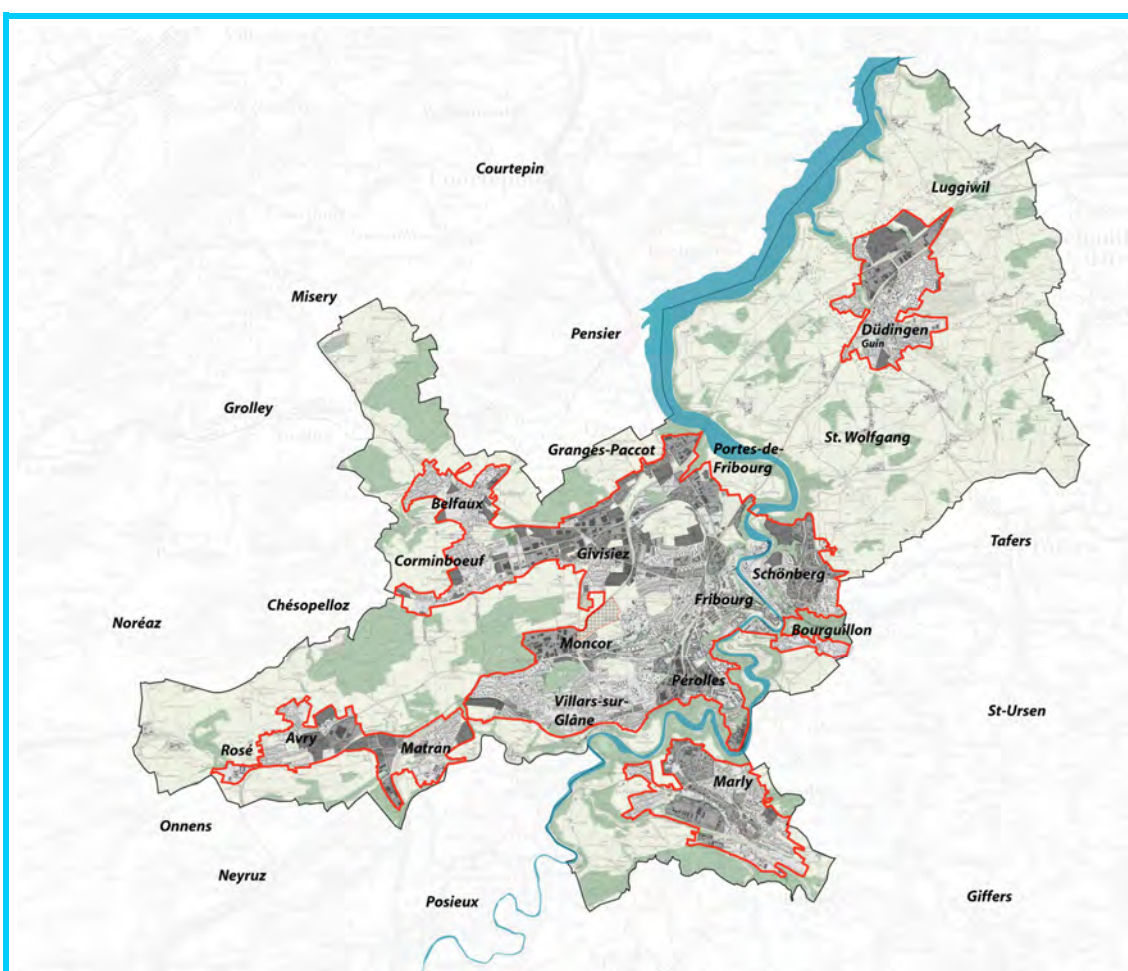 Courtepin
Luggiwil
Misery
Pensier
Düdingen
Guin
Grolley
St. Wolfgang
Granges-Paccot
Portes-de-
Fribourg
Belfaux
Tafers
Givisiez
Corminboeuf
Schönberg
Fribourg
Chésopelloz
Noréaz
Bourguillon
Moncor
Pérolles
Villars-sur-
Glâne
St-Ursen
Avry
Rosé
Matran
Marly
Onnens
Neyruz
Posieux
Giffers